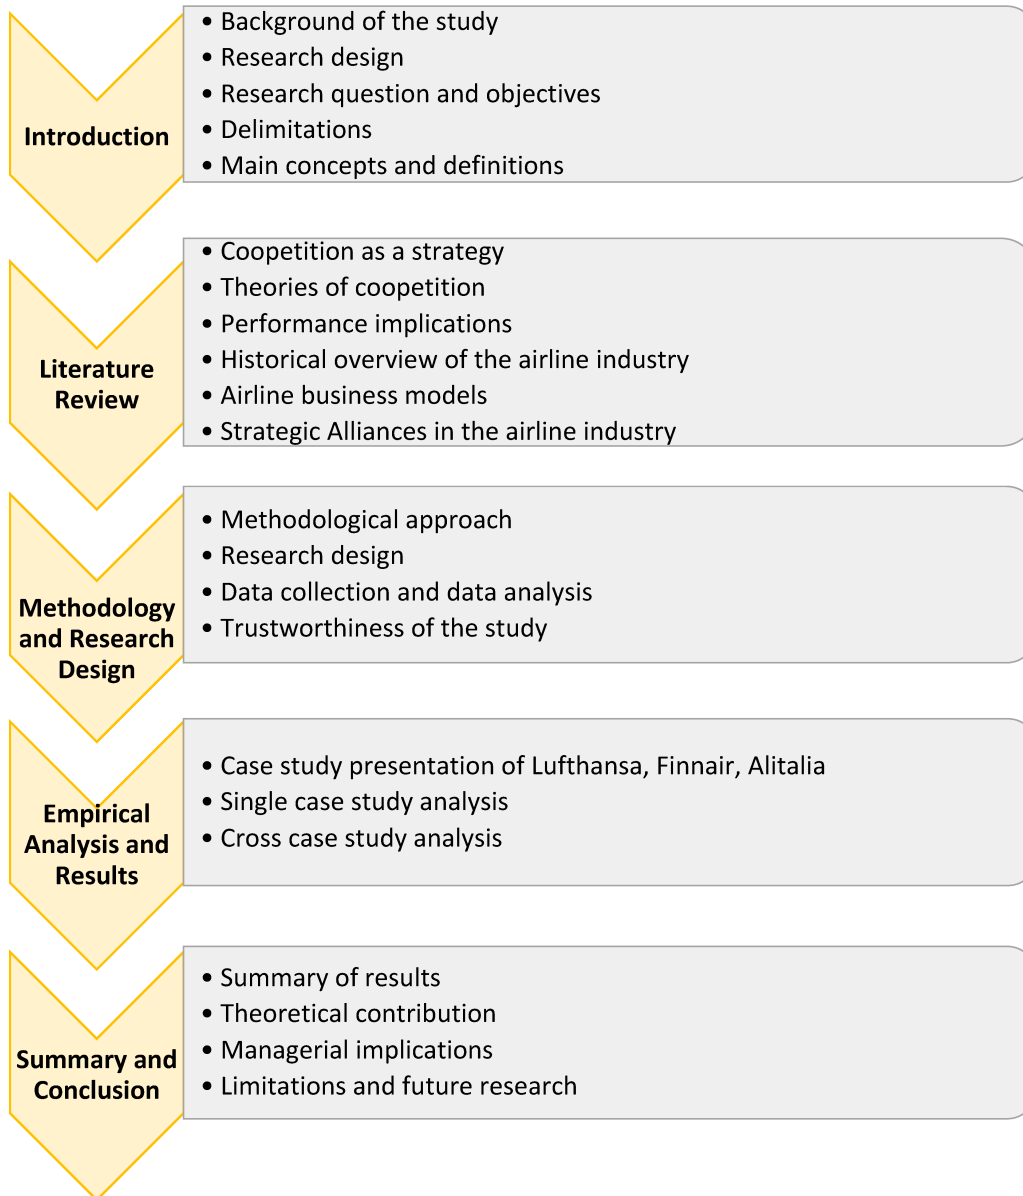 Introduction
• Background of the study
• Research design
• Research question and objectives
• Delimitations
• Main concepts and definitions
Literature
Review
• Coopetition as a strategy
• Theories of coopetition
• Performance implications
• Historical overview of the airline industry
• Airline business models
• Strategic Alliances in the airline industry
Methodology
and Research
Design
• Methodological approach
• Research design
• Data collection and data analysis
• Trustworthiness of the study
Empirical
Analysis and
Results
• Case study presentation of Lufthansa, Finnair, Alitalia
• Single case study analysis
• Cross case study analysis
Summary and
Conclusion
• Summary of results
• Theoretical contribution
• Managerial implications
• Limitations and future research